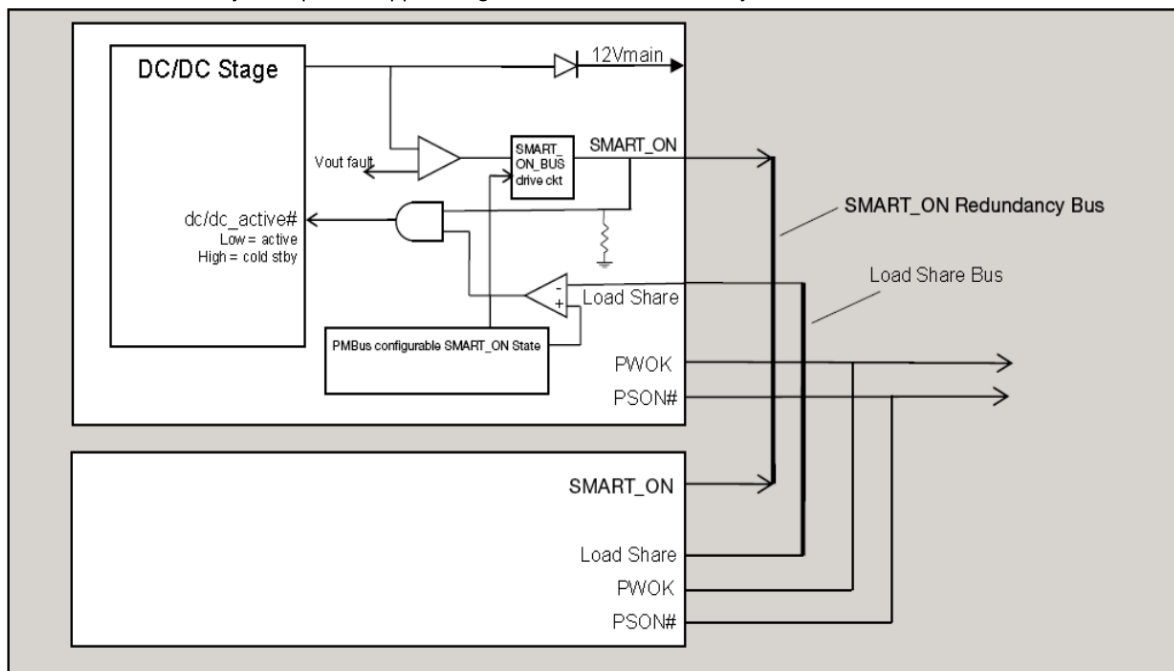 DC/DC Stage
12Vmain
Vout fault
SMART_
ON_BUS
drive ckt
SMART_ON
dc/dc_active#
Low = active
High = cold stby
-
+
Load Share
PMBus configurable SMART_ON State
PWOK
PSON#
SMART_ON Redundancy Bus
Load Share Bus
SMART_ON
Load Share
PWOK
PSON#